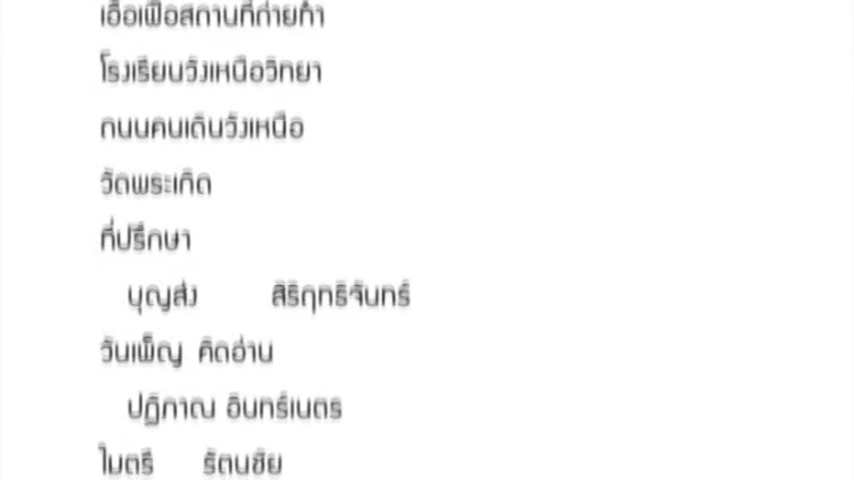 เอื้อเฟื้อสถานที่ถ่ายทำ
โรงเรียนวังเหนือวิทยา
ถนนคนเดินวังเหนือ
วัดพระเกิด
ที่ปรึกษา
บุญส่ง สิริฤทธิจันทร์
วันเพ็ญ คิดอ่าน
ปฏิภาณ อินทร์เนตร
ไมตรี รัตนชัย